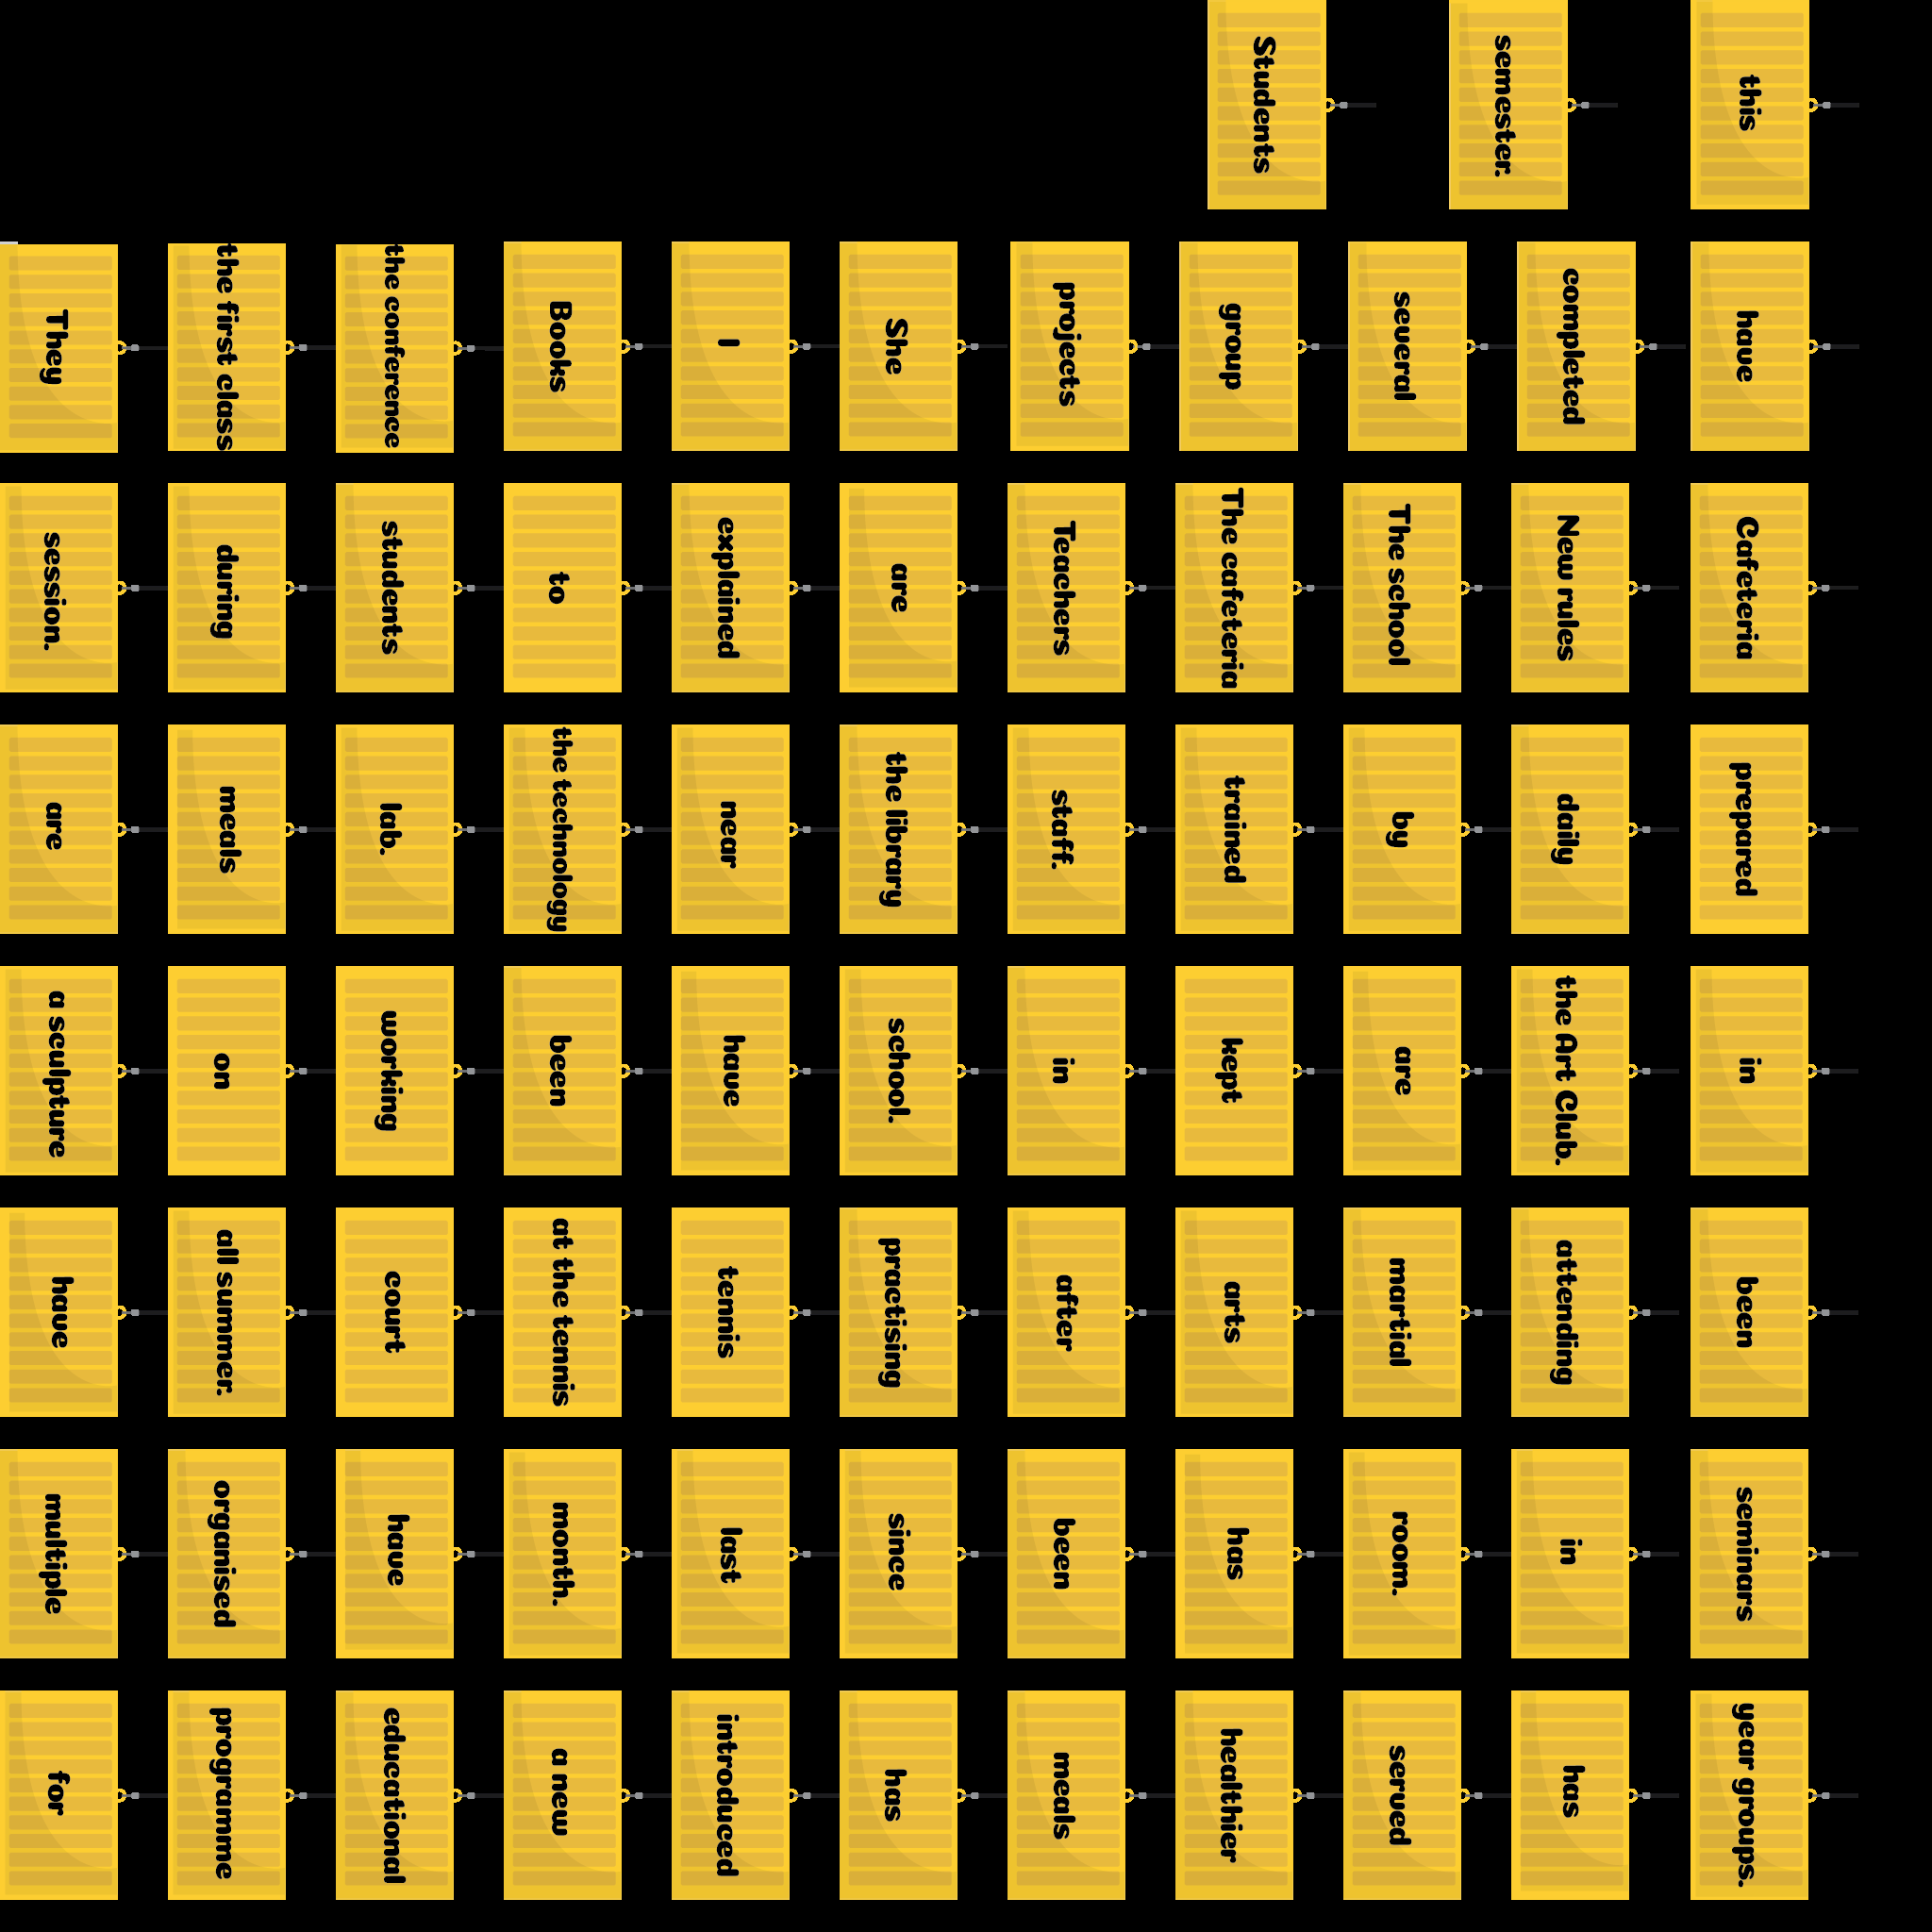 this have Cafeteria prepared in been seminars year groups.
completed New rules daily the Art Club. attending in has
semester.
several The school by are martial room. served
Students
group The cafeteria trained kept arts has healthier
projects Teachers staff. in after been meals
She are the library school. practising since has
I explained near have tennis last introduced
Books to the technology been at the tennis month. a new
the conference students lab. working court have educational
the first class during meals on all summer. organised programme
They session. are a sculpture have multiple for